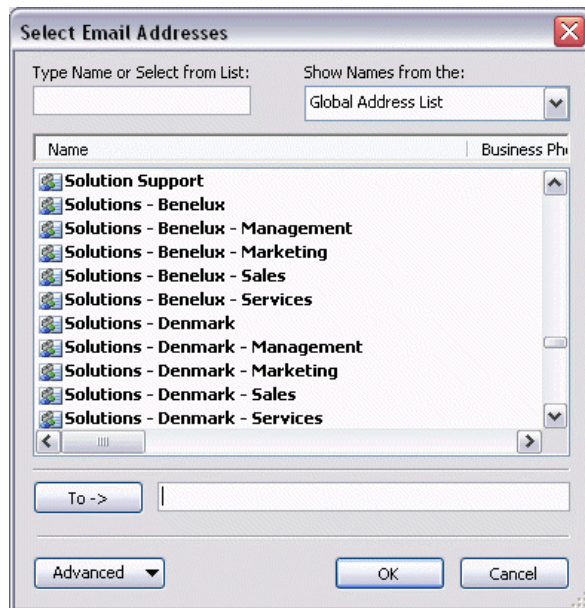 Select Email Addresses
Type Name or Select from List:
Show Names from the:
Global Address List
Name
Business Ph
Solution Support
Solutions - Benelux
Solutions - Benelux - Management
Solutions - Benelux - Marketing
Solutions - Benelux - Sales
Solutions - Benelux - Services
Solutions - Denmark
Solutions - Denmark - Management
Solutions - Denmark - Marketing
Solutions - Denmark - Sales
Solutions - Denmark - Services
To ->
Advanced
OK
Cancel